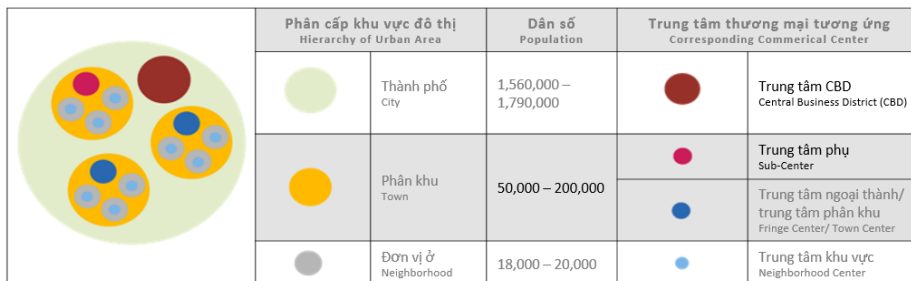 Phân cấp khu vực đô thị
Hierarchy of Urban Area
Dân số
Population
Trung tâm thương mại tương ứng
Corresponding Commerical Center
Thành phố
City
1,560,000 –
1,790,000
Trung tâm CBD
Central Business District (CBD)
Phân khu
Town
50,000 – 200,000
Trung tâm phụ
Sub-Center
Trung tâm ngoại thành/
trung tâm phân khu
Fringe Center/ Town Center
Đơn vị ở
Neighborhood
18,000 – 20,000
Trung tâm khu vực
Neighborhood Center